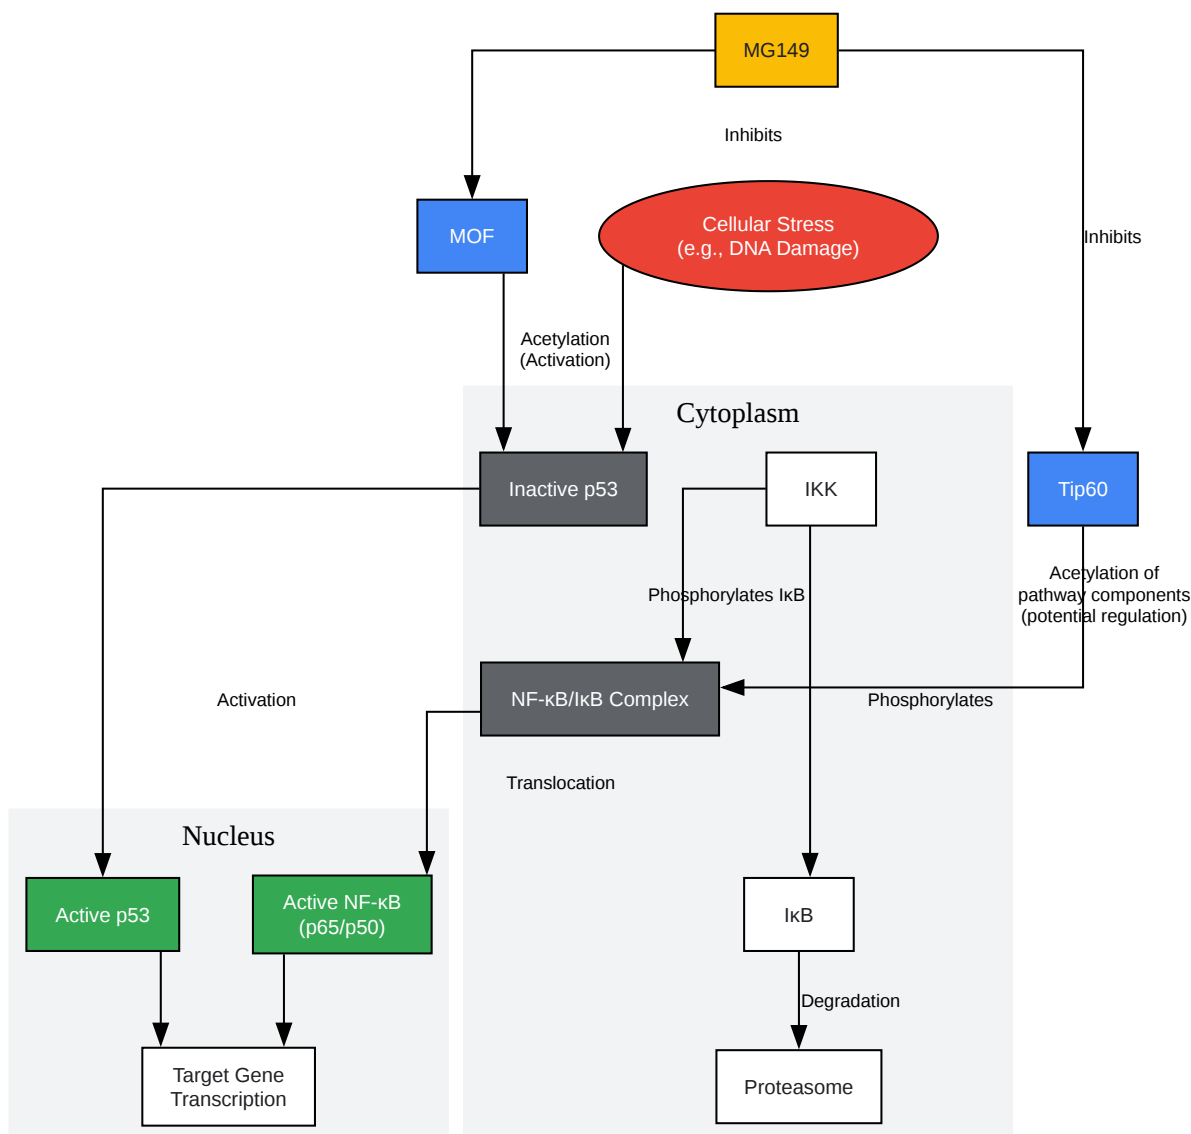 MG149
Inhibits
MOF
Cellular Stress
(e.g., DNA Damage)
Inhibits
Acetylation
(Activation)
Cytoplasm
Inactive p53
IKK
Tip60
Phosphorylates IκB
Acetylation of
pathway components
(potential regulation)
Activation
NF-κB/IκB Complex
Phosphorylates
Translocation
Nucleus
Active p53
Active NF-κB
(p65/p50)
IκB
Degradation
Target Gene
Transcription
Proteasome